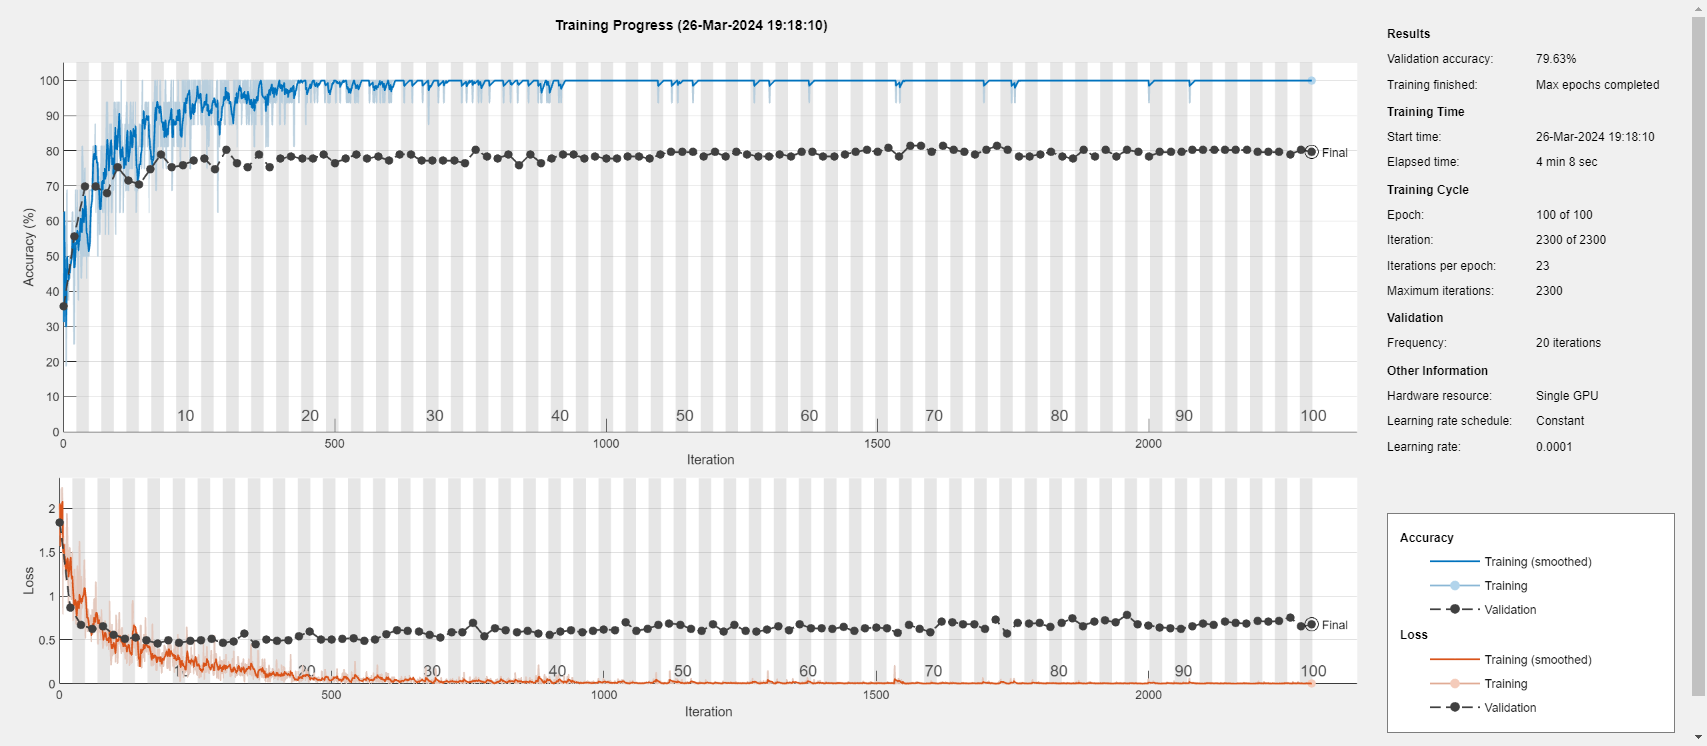 Training Progress (26-Mar-2024 19:18:10)
100
90
80
70
60
50
40
30
20
10
0
Accuracy (%)
Final
10 20 30 40 50 60 70 80 90 100
0 500 1000 1500 2000
Iteration
2
1.5
1
0.5
0
Loss
Final
20 30 40 50 60 70 80 90 100
0 500 1000 1500 2000
Iteration
Results
Validation accuracy: 79.63%
Training finished: Max epochs completed
Training Time
Start time: 26-Mar-2024 19:18:10
Elapsed time: 4 min 8 sec
Training Cycle
Epoch: 100 of 100
Iteration: 2300 of 2300
Iterations per epoch: 23
Maximum iterations: 2300
Validation
Frequency: 20 iterations
Other Information
Hardware resource: Single GPU
Learning rate schedule: Constant
Learning rate: 0.0001
Accuracy
Training (smoothed)
Training
Validation
Loss
Training (smoothed)
Training
Validation